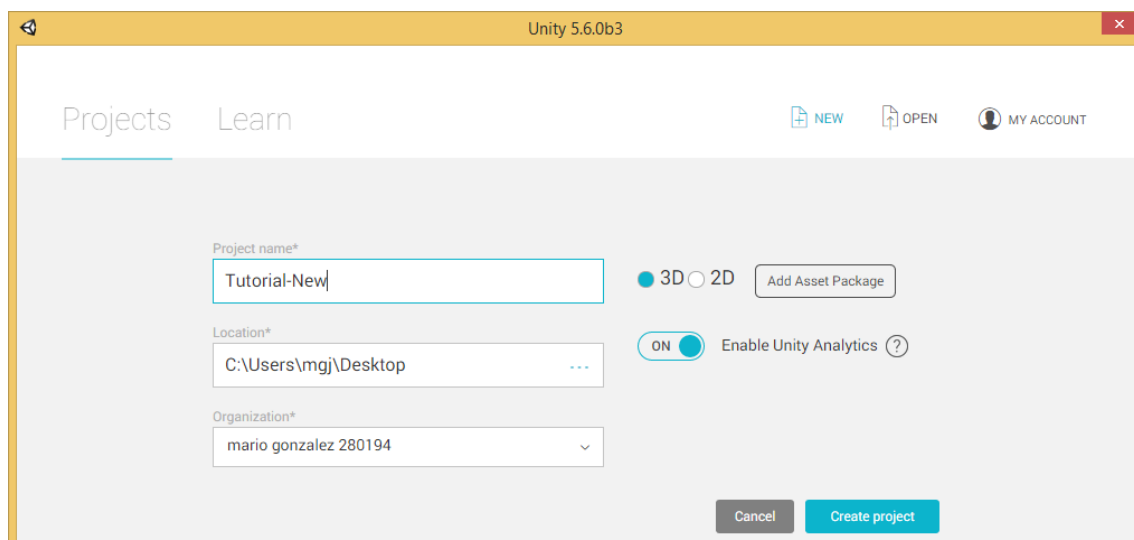 Unity 5.6.0b3
Projects Learn NEW OPEN MY ACCOUNT
Project name*
Tutorial-New
3D 2D Add Asset Package
Location*
C:\Users\mgj\Desktop ...
ON Enable Unity Analytics ?
Organization*
mario gonzalez 280194
Cancel Create project